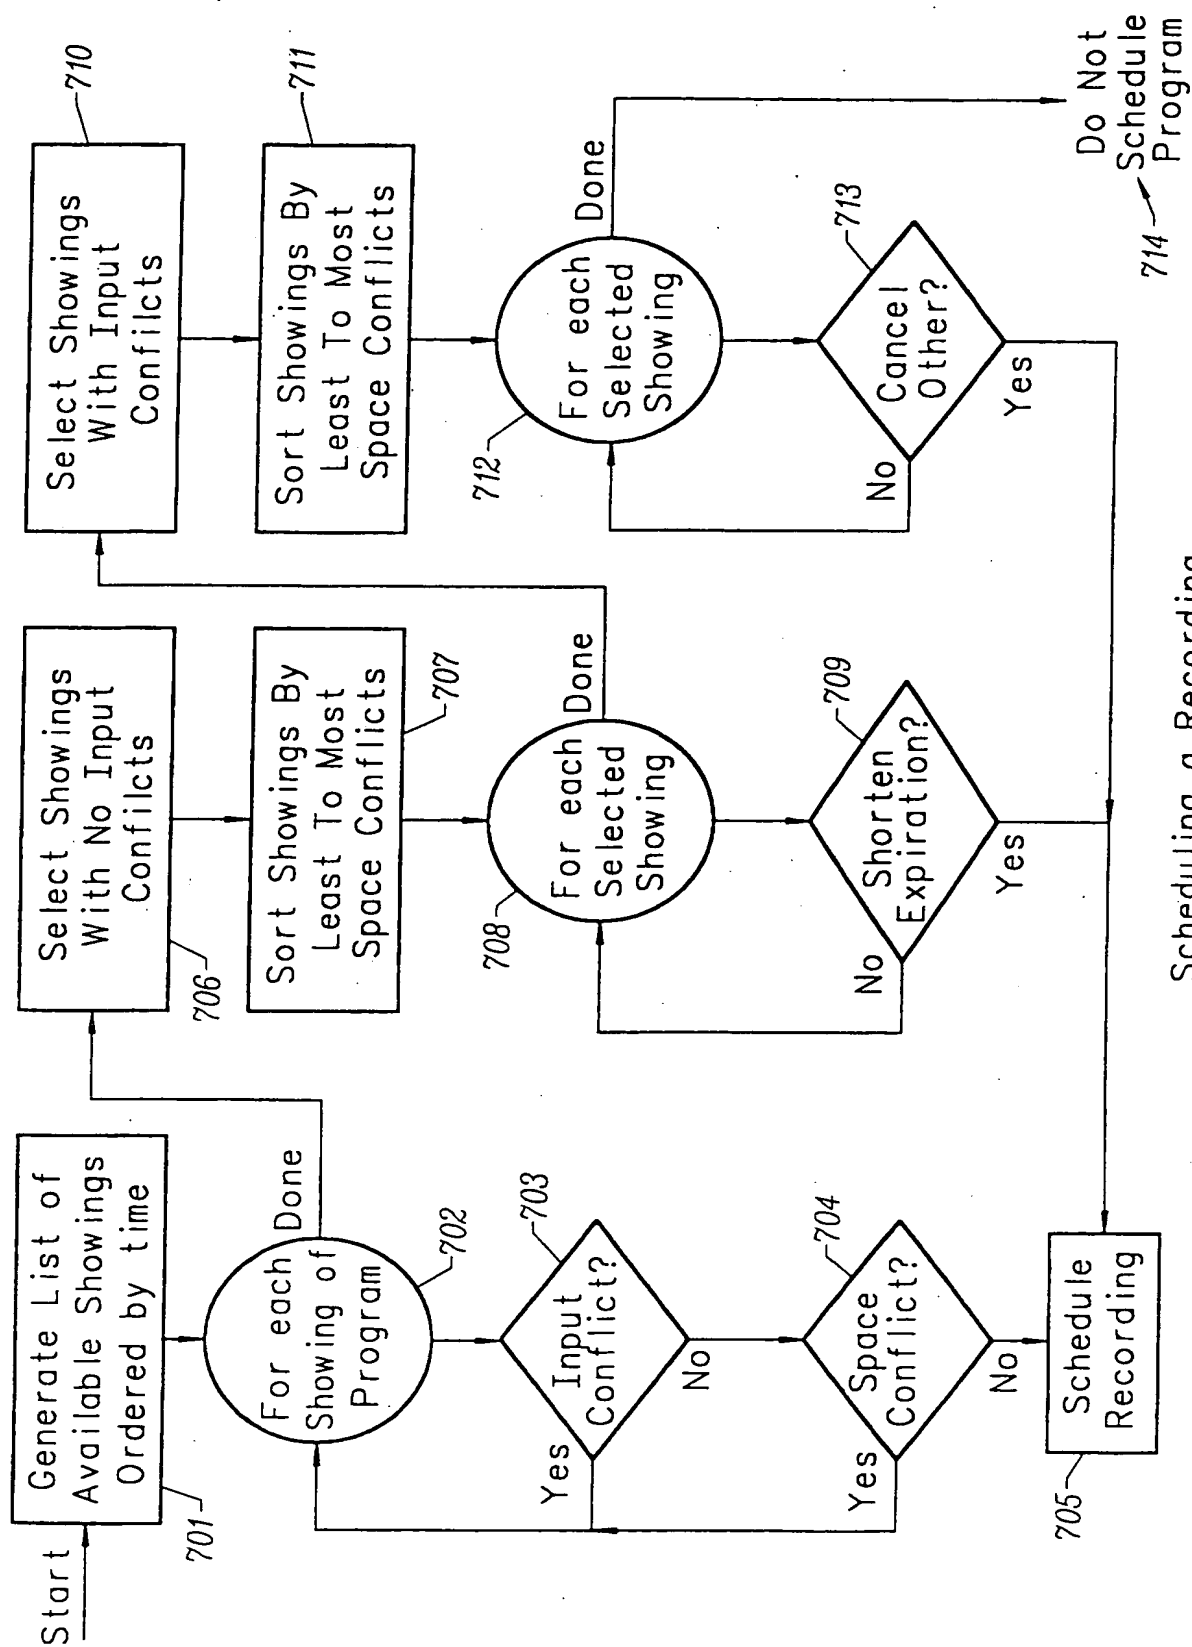 Start
Generate List of
Available Showings
Ordered by time
701
For each
Showing of
Program
702
Done
Input
Conflict?
703
Yes
No
Space
Conflict?
704
Yes
No
Schedule
Recording
705
Select Showings
With No Input
Confilcts
706
Sort Showings By
Least To Most
Space Conflicts
707
For each
Selected
Showing
708
Done
Shorten
Expiration?
709
No
Yes
Select Showings
With Input
Confilcts
710
Sort Showings By
Least To Most
Space Conflicts
711
For each
Selected
Showing
712
Done
Cancel
Other?
713
No
Yes
Do Not
Schedule
Program
714
Scheduling a Recording